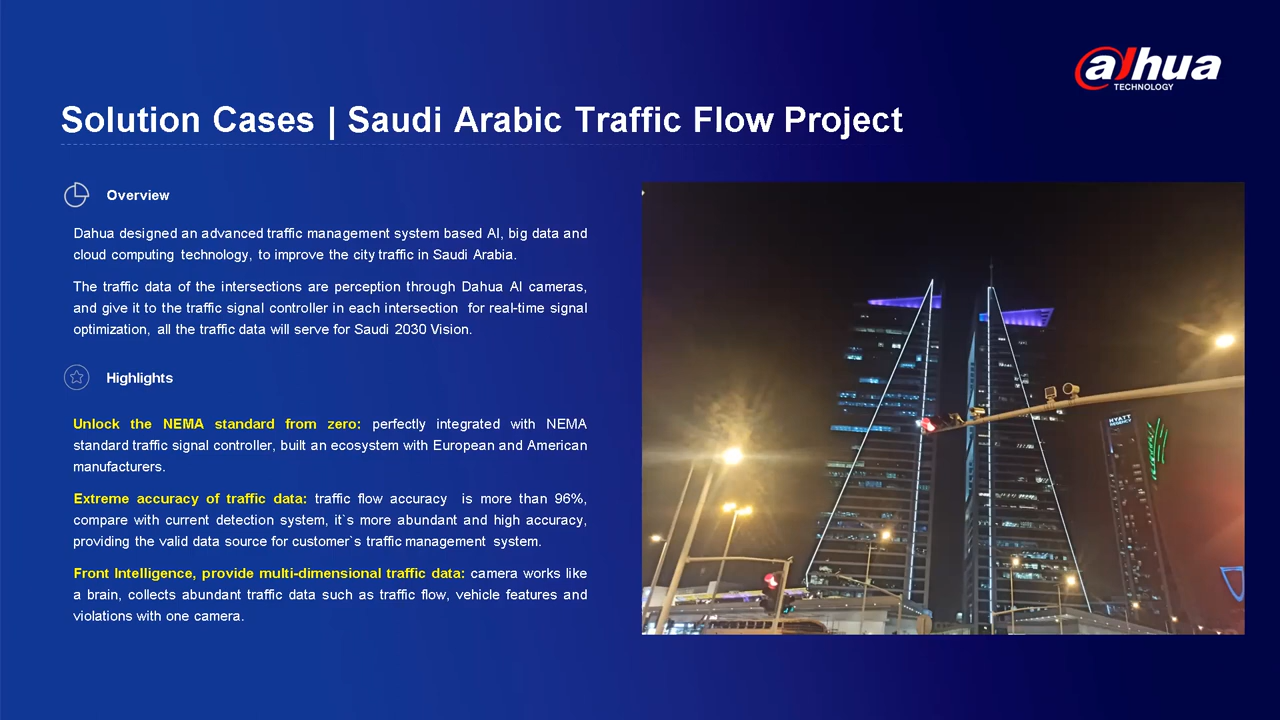 alhua
TECHNOLOGY
Solution Cases | Saudi Arabic Traffic Flow Project
Overview
Dahua designed an advanced traffic management system based AI, big data and
cloud computing technology, to improve the city traffic in Saudi Arabia.
The traffic data of the intersections are perception through Dahua AI cameras,
and give it to the traffic signal controller in each intersection for real-time signal
optimization, all the traffic data will serve for Saudi 2030 Vision.
Highlights
Unlock the NEMA standard from zero: perfectly integrated with NEMA
standard traffic signal controller, built an ecosystem with European and American
manufacturers.
Extreme accuracy of traffic data: traffic flow accuracy is more than 96%,
compare with current detection system, it`s more abundant and high accuracy,
providing the valid data source for customer`s traffic management system.
Front Intelligence, provide multi-dimensional traffic data: camera works like
a brain, collects abundant traffic data such as traffic flow, vehicle features and
violations with one camera.
HYATT
REGENCY